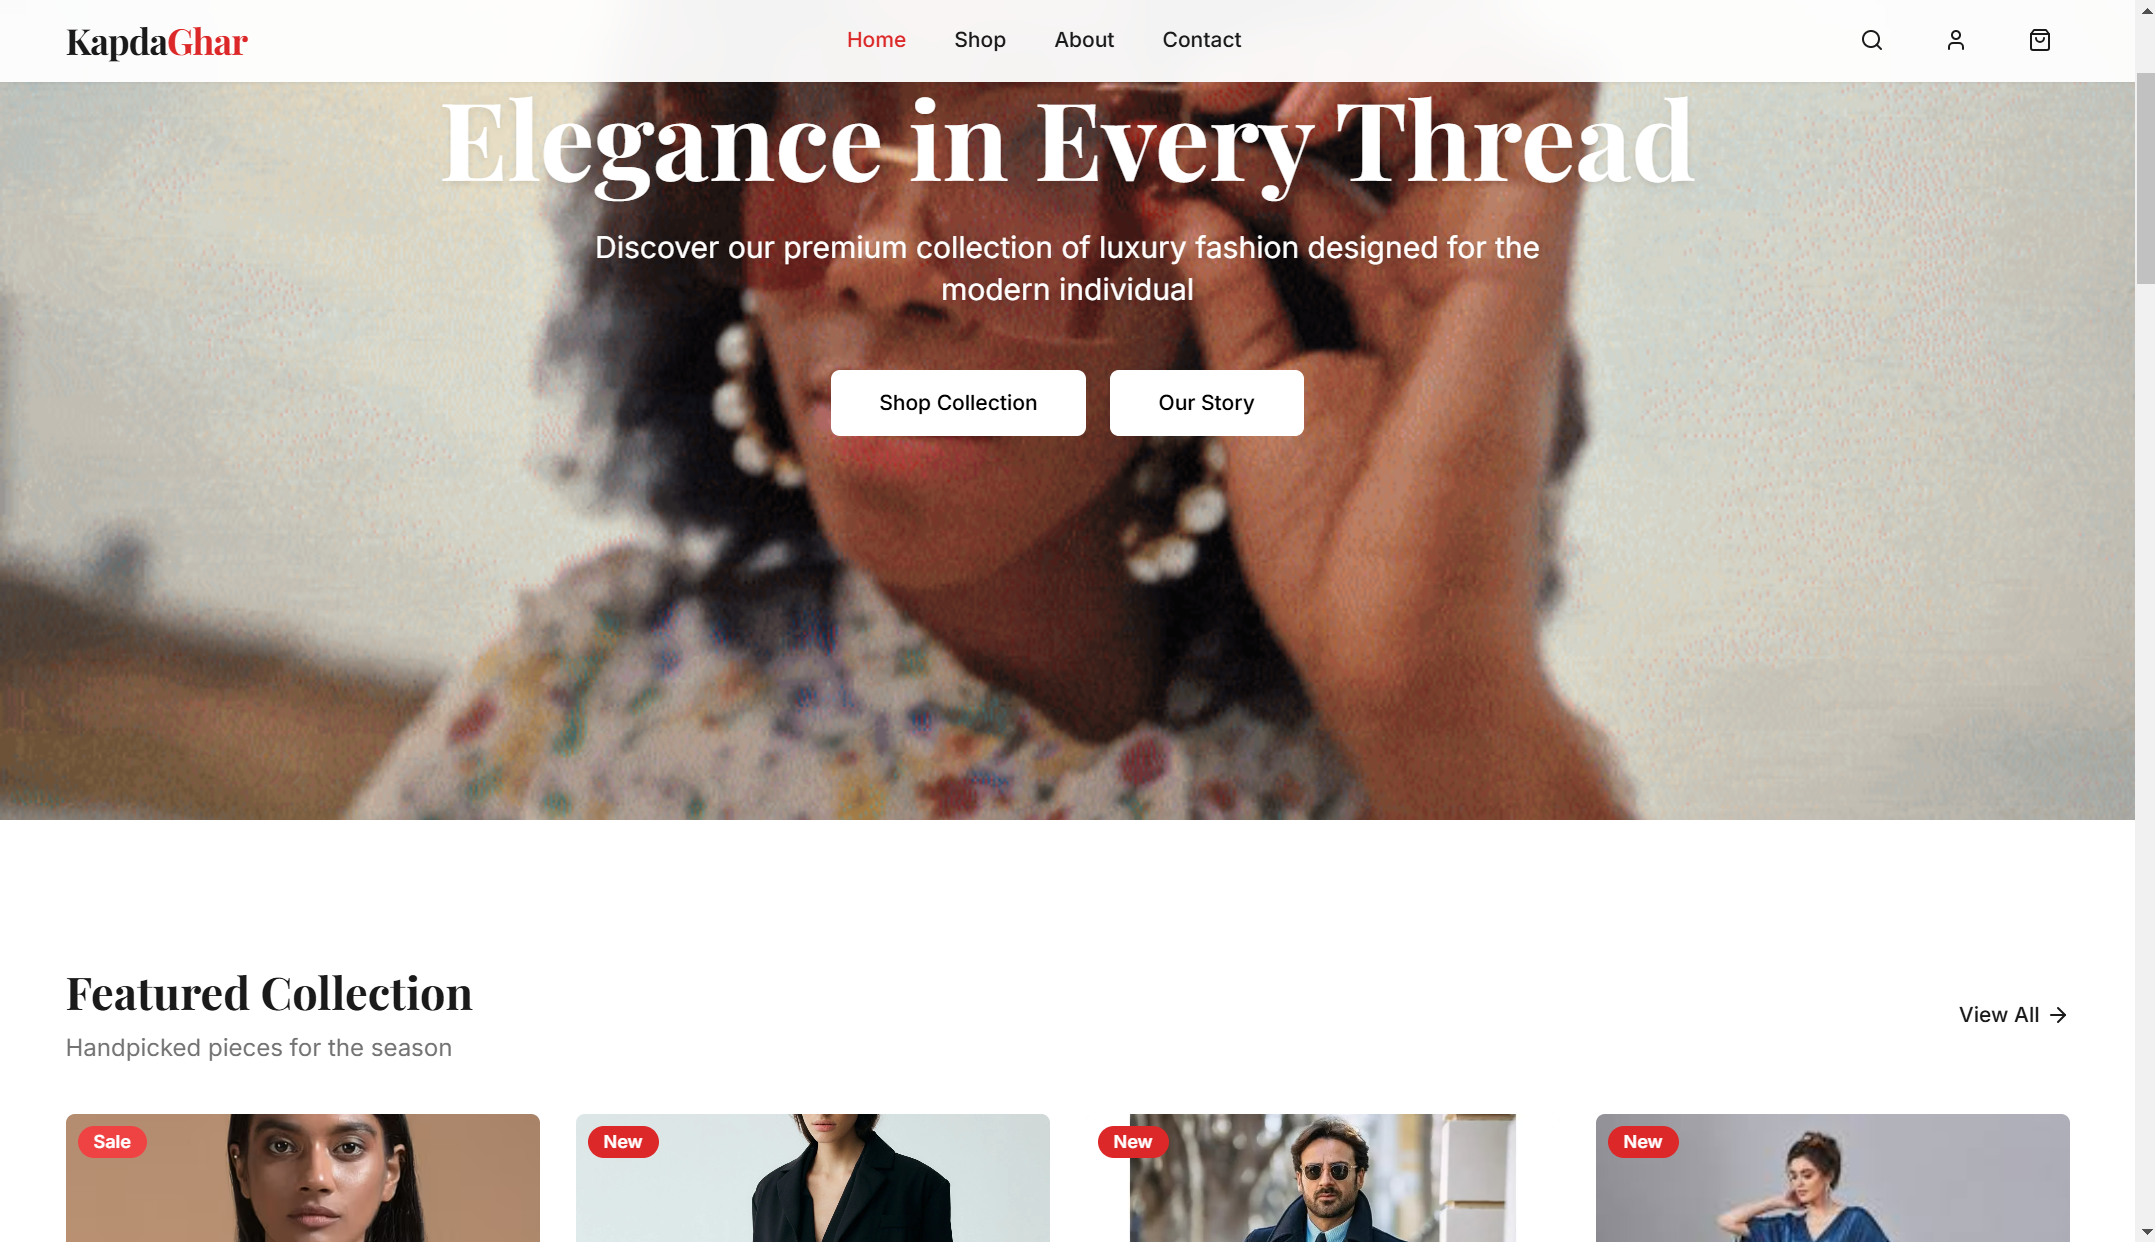 KapdaGhar
Home Shop About Contact
Elegance in Every Thread
Discover our premium collection of luxury fashion designed for the
modern individual
Shop Collection Our Story
Featured Collection
Handpicked pieces for the season
View All
Sale New New New